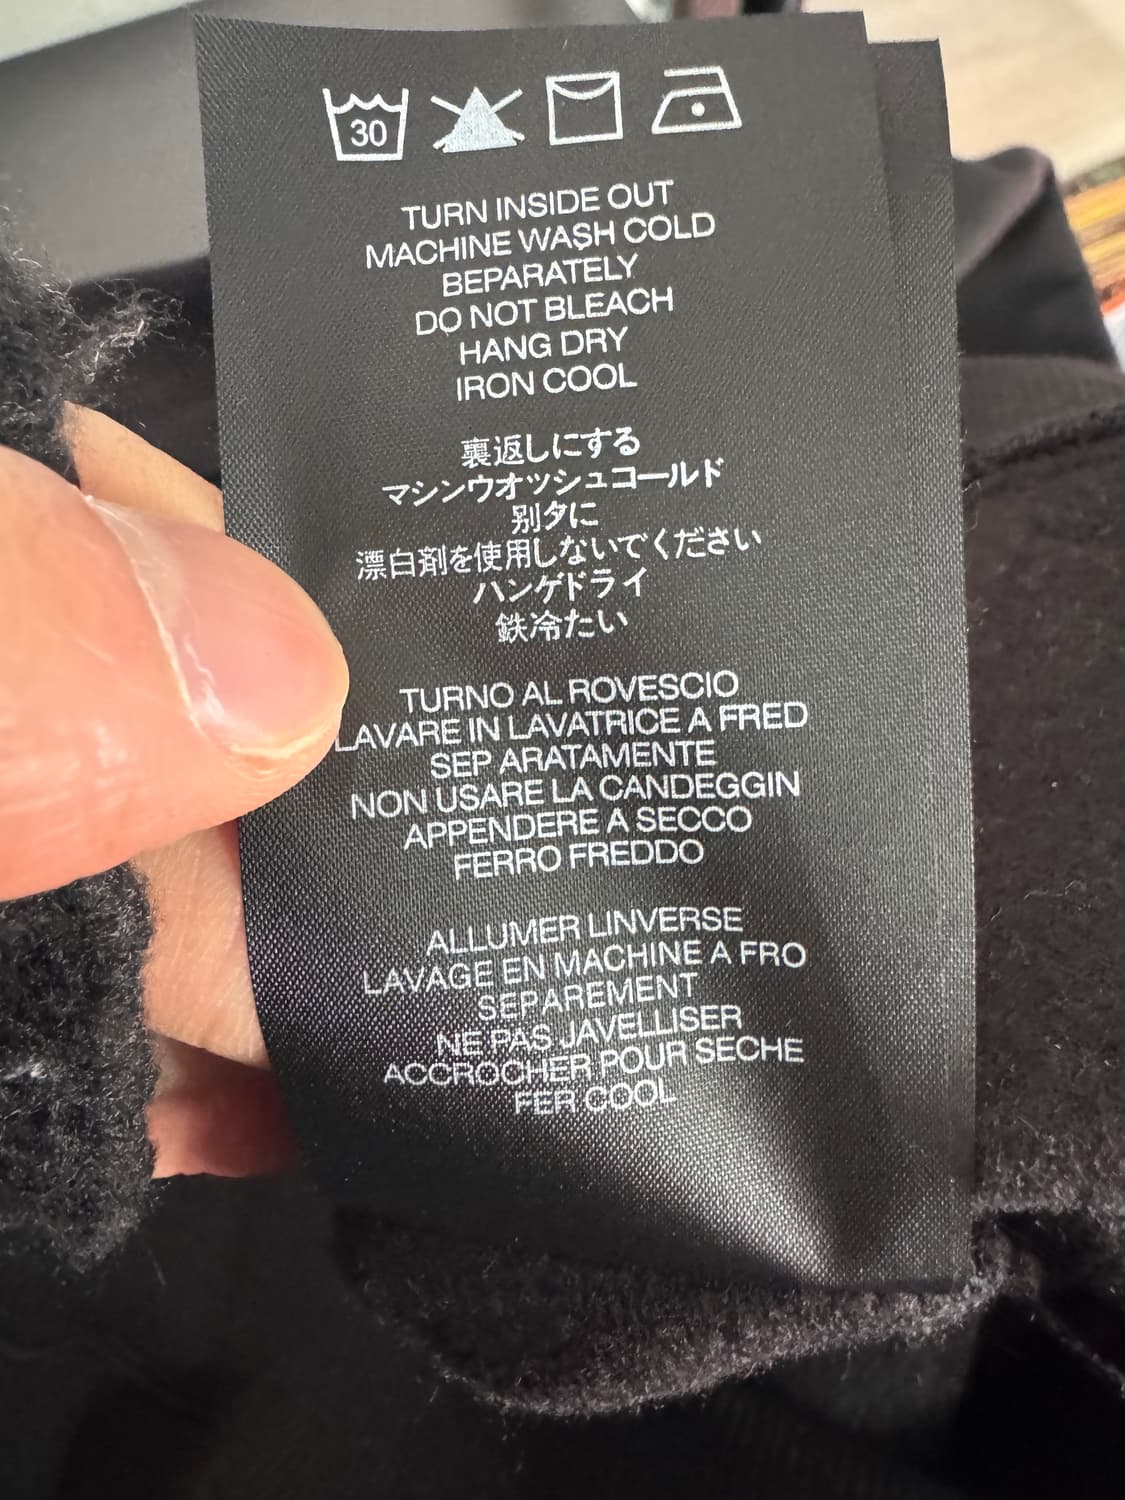 30
TURN INSIDE OUT
MACHINE WASH COLD
BEPARATELY
DO NOT BLEACH
HANG DRY
IRON COOL
裏返しにする
マシンウオッシュコールド
別タに
漂白剤を使用しないでください
ハンゲドライ
鉄冷たい
TURNO AL ROVESCIO
LAVARE IN LAVATRICE A FRED
SEP ARATAMENTE
NON USARE LA CANDEGGIN
APPENDERE A SECCO
FERRO FREDDO
ALLUMER LINVERSE
LAVAGE EN MACHINE A FRO
SEPAREMENT
NE PAS JAVELLISER
ACCROCHER POUR SECHE
FER COOL